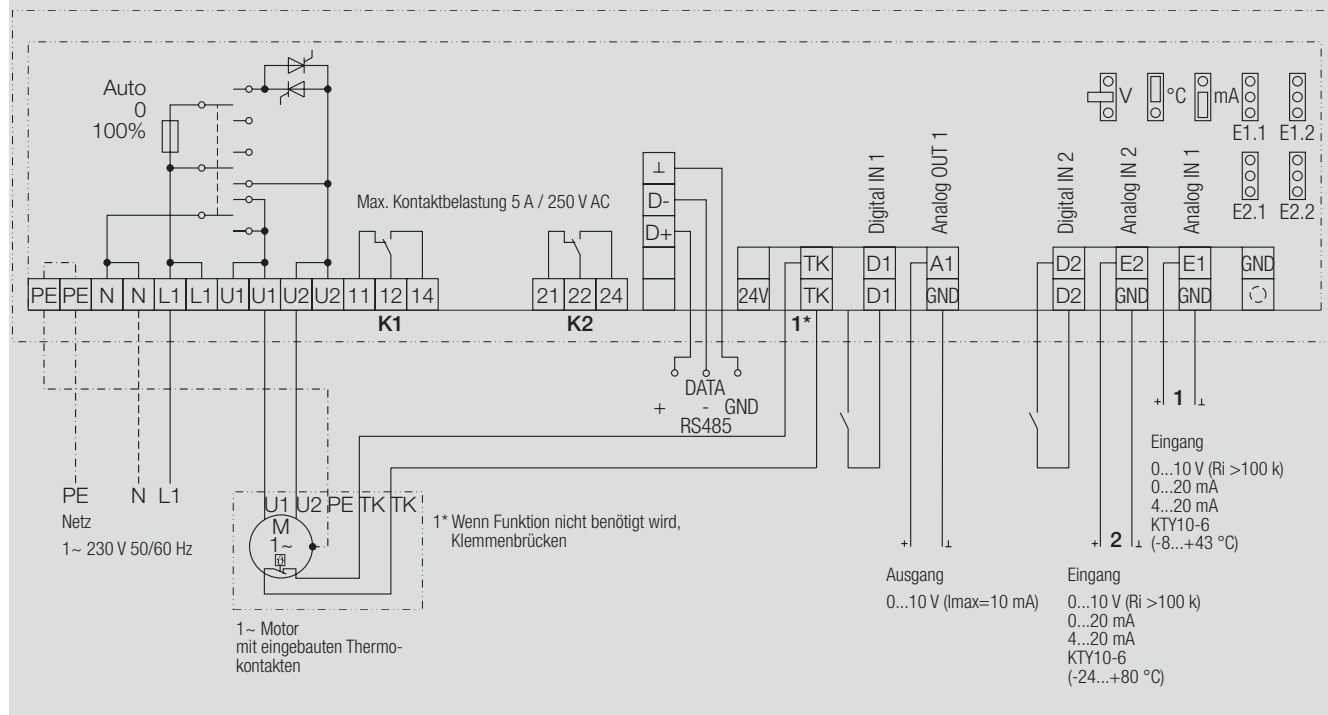 Auto
0
100%
Max. Kontaktbelastung 5 A / 250 V AC
⊥
D-
D+
Digital IN 1
Analog OUT 1
Digital IN 2
Analog IN 2
Analog IN 1
V
°C
mA
E1.1 E1.2
E2.1 E2.2
TK D1 A1 D2 E2 E1 GND
PE PE N N L1 L1 U1 U1 U2 U2 11 12 14
21 22 24
24V TK D1 GND D2 GND GND
K1
K2
1*
DATA
+ - GND
RS485
PE N L1
Netz
1~ 230 V 50/60 Hz
U1 U2 PE TK TK
M
1~
1~ Motor
mit eingebauten Thermo-
kontakten
1* Wenn Funktion nicht benötigt wird,
Klemmenbrücken
+ ⊥
Ausgang
0...10 V (Imax=10 mA)
+ 2 ⊥
Eingang
0...10 V (Ri >100 k)
0...20 mA
4...20 mA
KTY10-6
(-24...+80 °C)
+ 1 ⊥
Eingang
0...10 V (Ri >100 k)
0...20 mA
4...20 mA
KTY10-6
(-8...+43 °C)